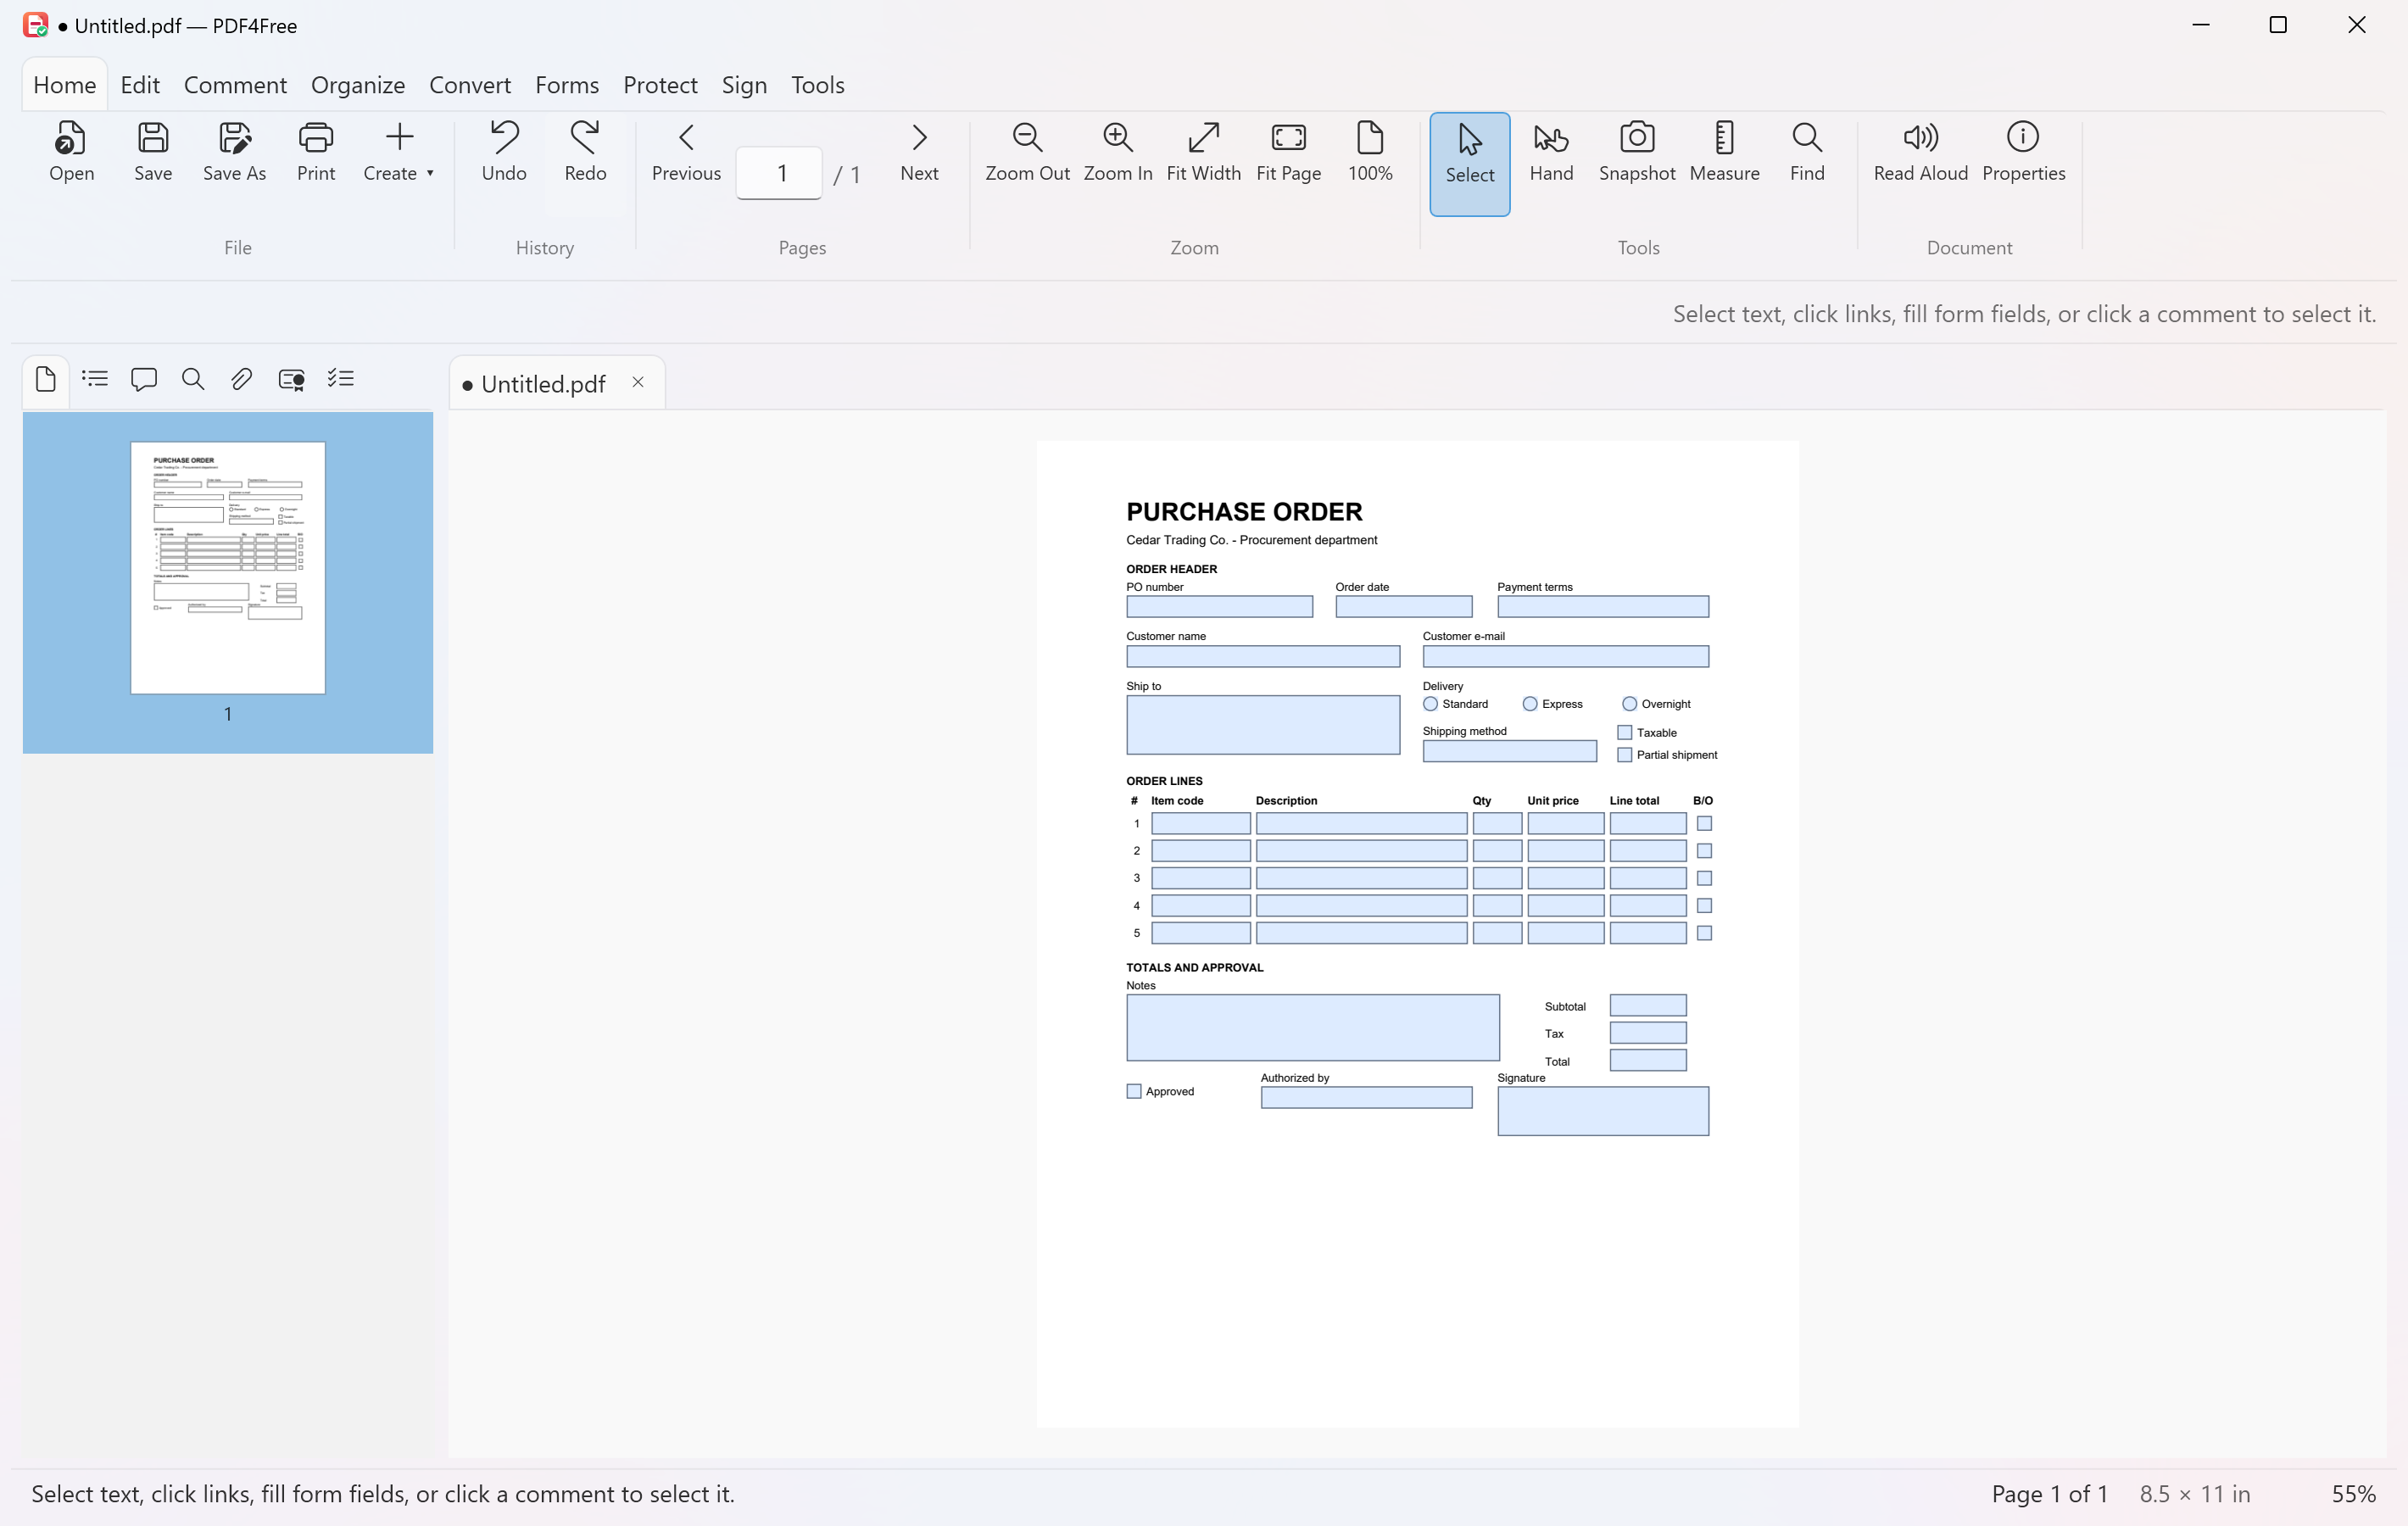 ● Untitled.pdf — PDF4Free
Home Edit Comment Organize Convert Forms Protect Sign Tools
Open Save Save As Print Create ▾ Undo Redo Previous 1 / 1 Next Zoom Out Zoom In Fit Width Fit Page 100% Select Hand Snapshot Measure Find Read Aloud Properties
File History Pages Zoom Tools Document
Select text, click links, fill form fields, or click a comment to select it.
● Untitled.pdf ×
1
PURCHASE ORDER
Cedar Trading Co. - Procurement department
ORDER HEADER
PO number Order date Payment terms
Customer name Customer e-mail
Ship to Delivery
Standard Express Overnight
Shipping method Taxable
Partial shipment
ORDER LINES
# Item code Description Qty Unit price Line total B/O
1
2
3
4
5
TOTALS AND APPROVAL
Notes
Subtotal
Tax
Total
Approved Authorized by Signature
Select text, click links, fill form fields, or click a comment to select it. Page 1 of 1 8.5 × 11 in 55%